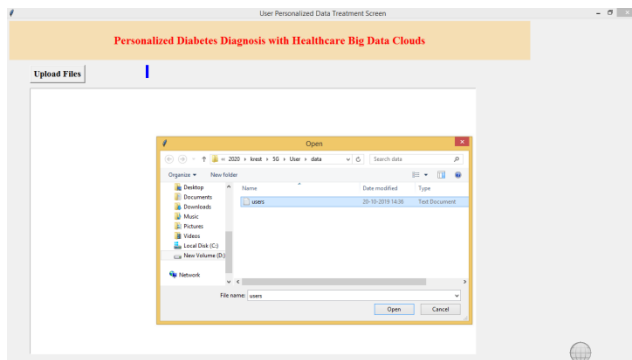 User Personalized Data Treatment Screen
Personalized Diabetes Diagnosis with Healthcare Big Data Clouds
Upload Files
Open
« 2020 › krest › 5G › User › data
Search data
Organize
New folder
Desktop
Documents
Downloads
Music
Pictures
Videos
Local Disk (C:)
New Volume (D:)
Network
Name Date modified Type
users 20-10-2019 14:36 Text Document
File name: users
Open Cancel